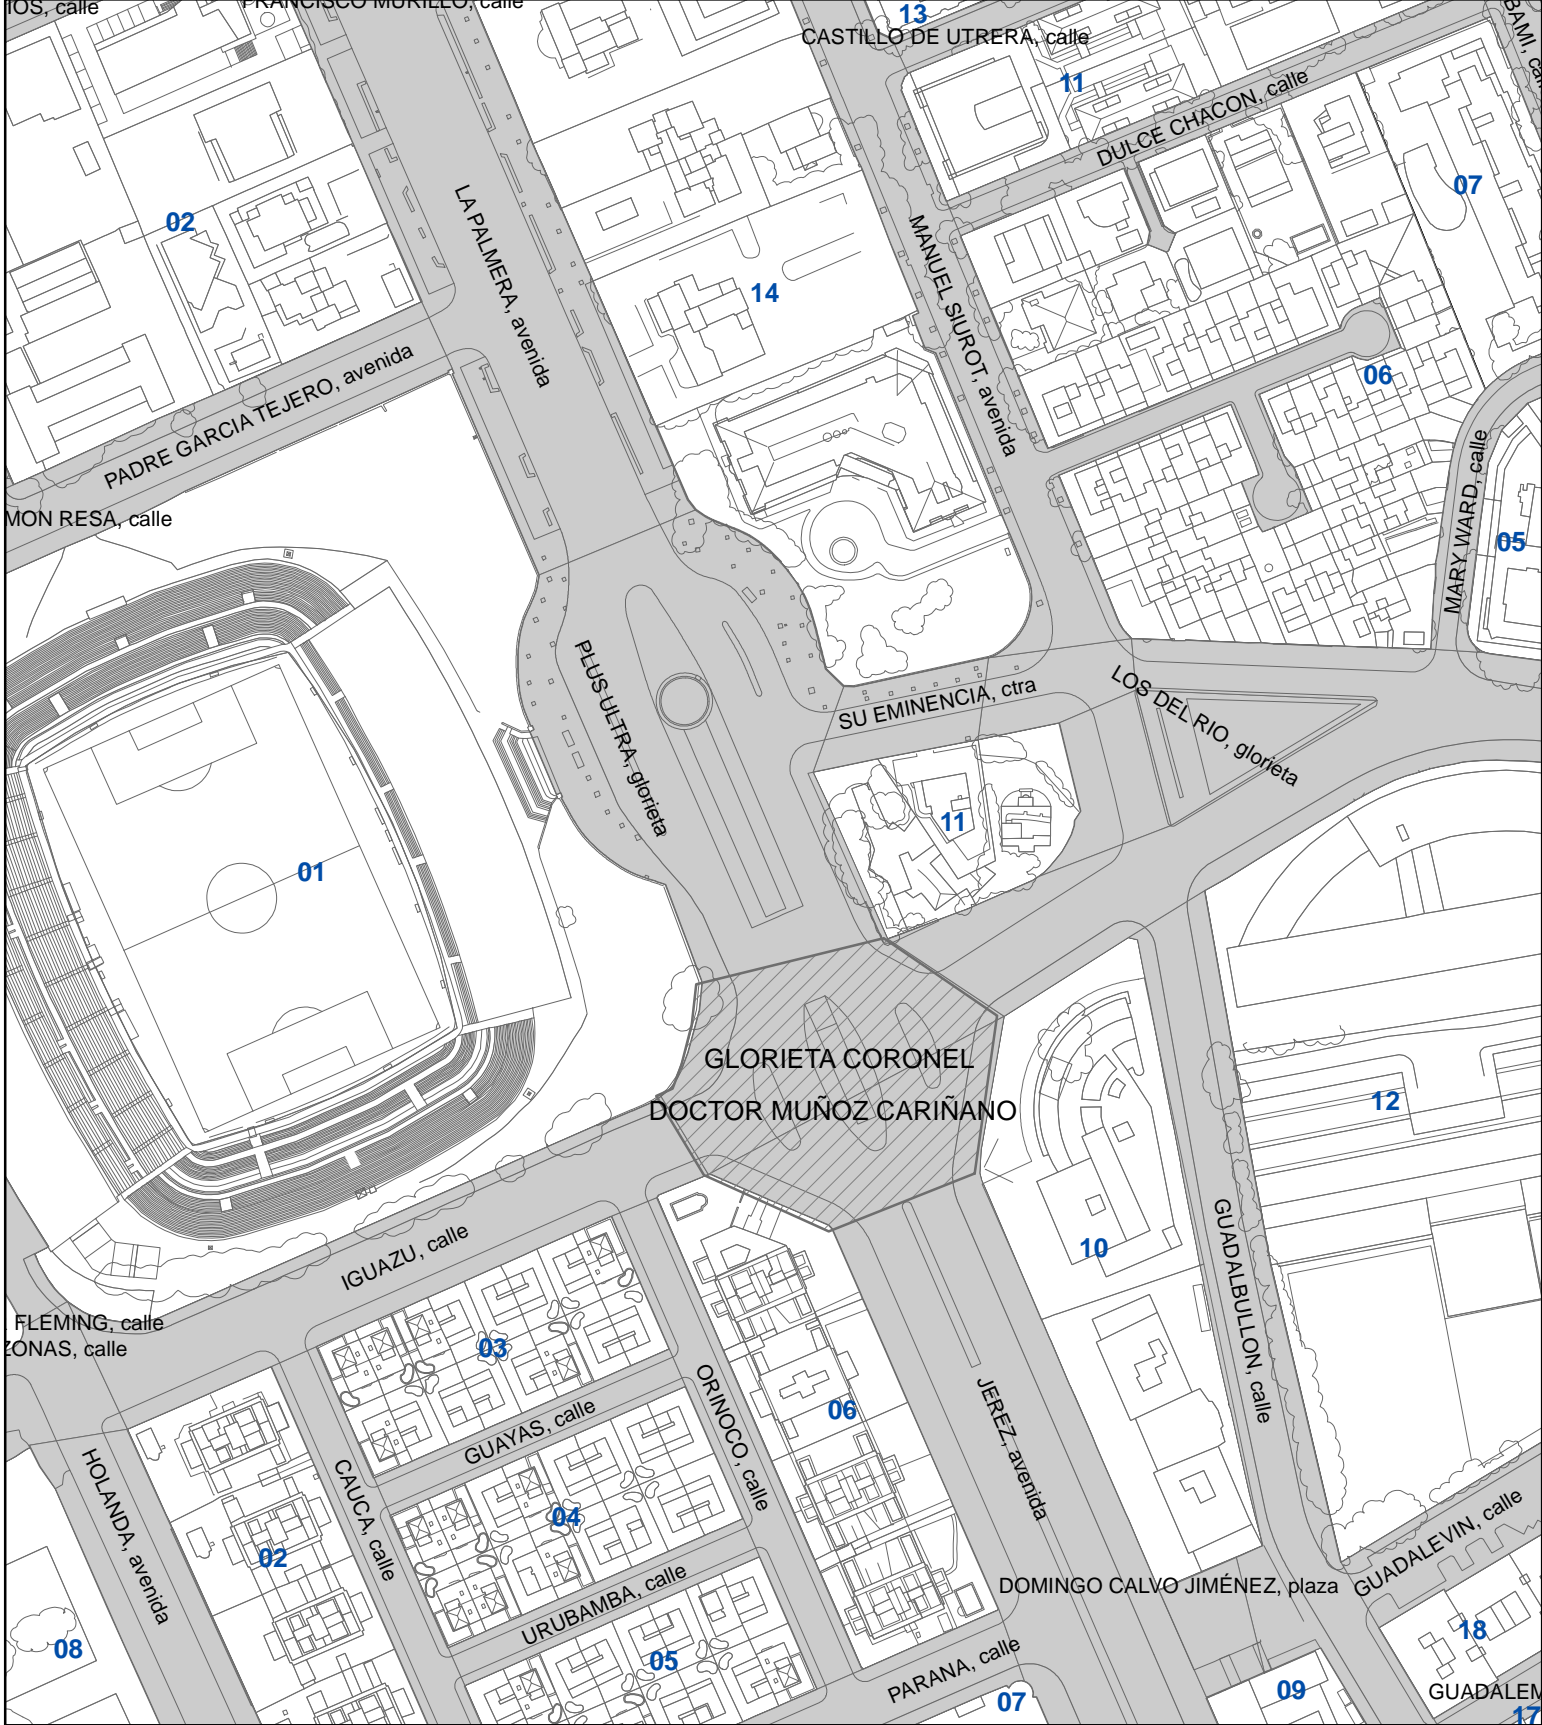 FRANCISCO MURILLO, calle
13
CASTILLO DE UTRERA, calle
11
DULCE CHACON, calle
07
02
LA PALMERA, avenida
MANUEL SIUROT, avenida
14
PADRE GARCIA TEJERO, avenida
06
MON RESA, calle
MARY WARD, calle
05
PLUS ULTRA, glorieta
SU EMINENCIA, ctra
LOS DEL RIO, glorieta
11
01
GLORIETA CORONEL
DOCTOR MUÑOZ CARIÑANO
12
IGUAZU, calle
GUADALBULLON, calle
10
FLEMING, calle
ZONAS, calle
03
ORINOCO, calle
06
JEREZ, avenida
GUAYAS, calle
HOLANDA, avenida
CAUCA, calle
04
02
URUBAMBA, calle
DOMINGO CALVO JIMÉNEZ, plaza
GUADALEVIN, calle
08
05
18
PARANA, calle
07
09
GUADALEM
17